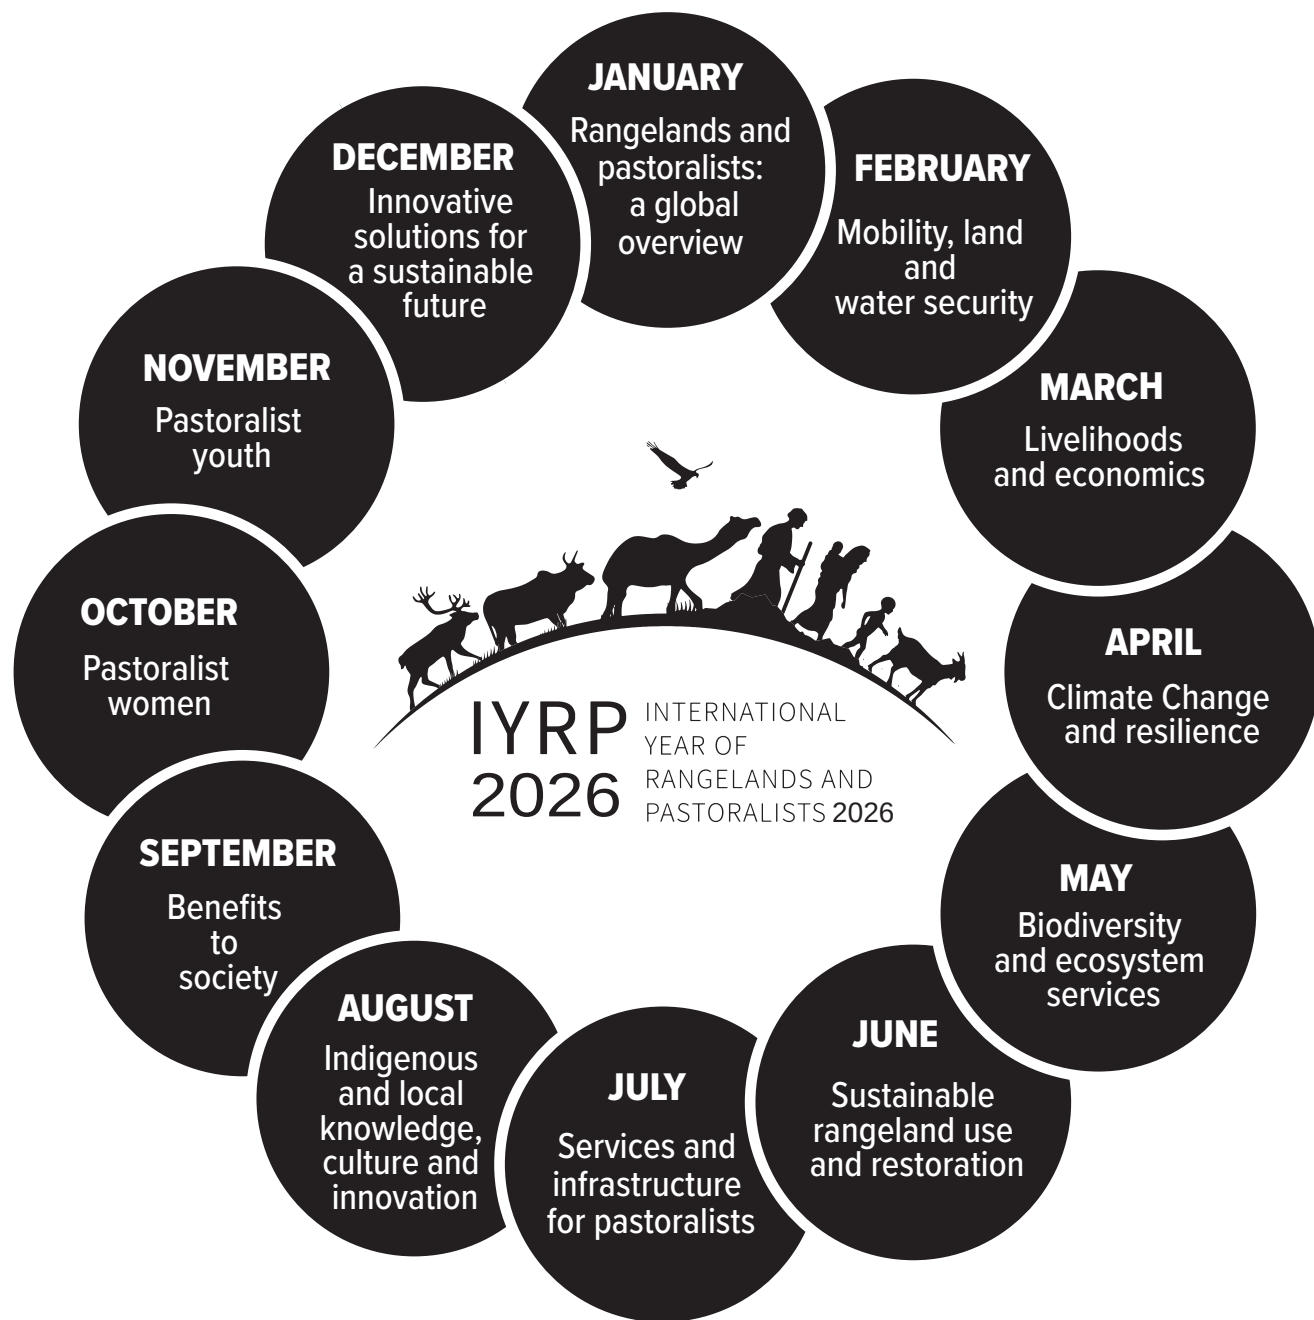 JANUARY
Rangelands and
pastoralists:
a global
overview
FEBRUARY
Mobility, land
and
water security
MARCH
Livelihoods
and economics
APRIL
Climate Change
and resilience
MAY
Biodiversity
and ecosystem
services
JUNE
Sustainable
rangeland use
and restoration
JULY
Services and
infrastructure
for pastoralists
AUGUST
Indigenous
and local
knowledge,
culture and
innovation
SEPTEMBER
Benefits
to
society
OCTOBER
Pastoralist
women
NOVEMBER
Pastoralist
youth
DECEMBER
Innovative
solutions for
a sustainable
future
IYRP
2026
INTERNATIONAL
YEAR OF
RANGELANDS AND
PASTORALISTS 2026